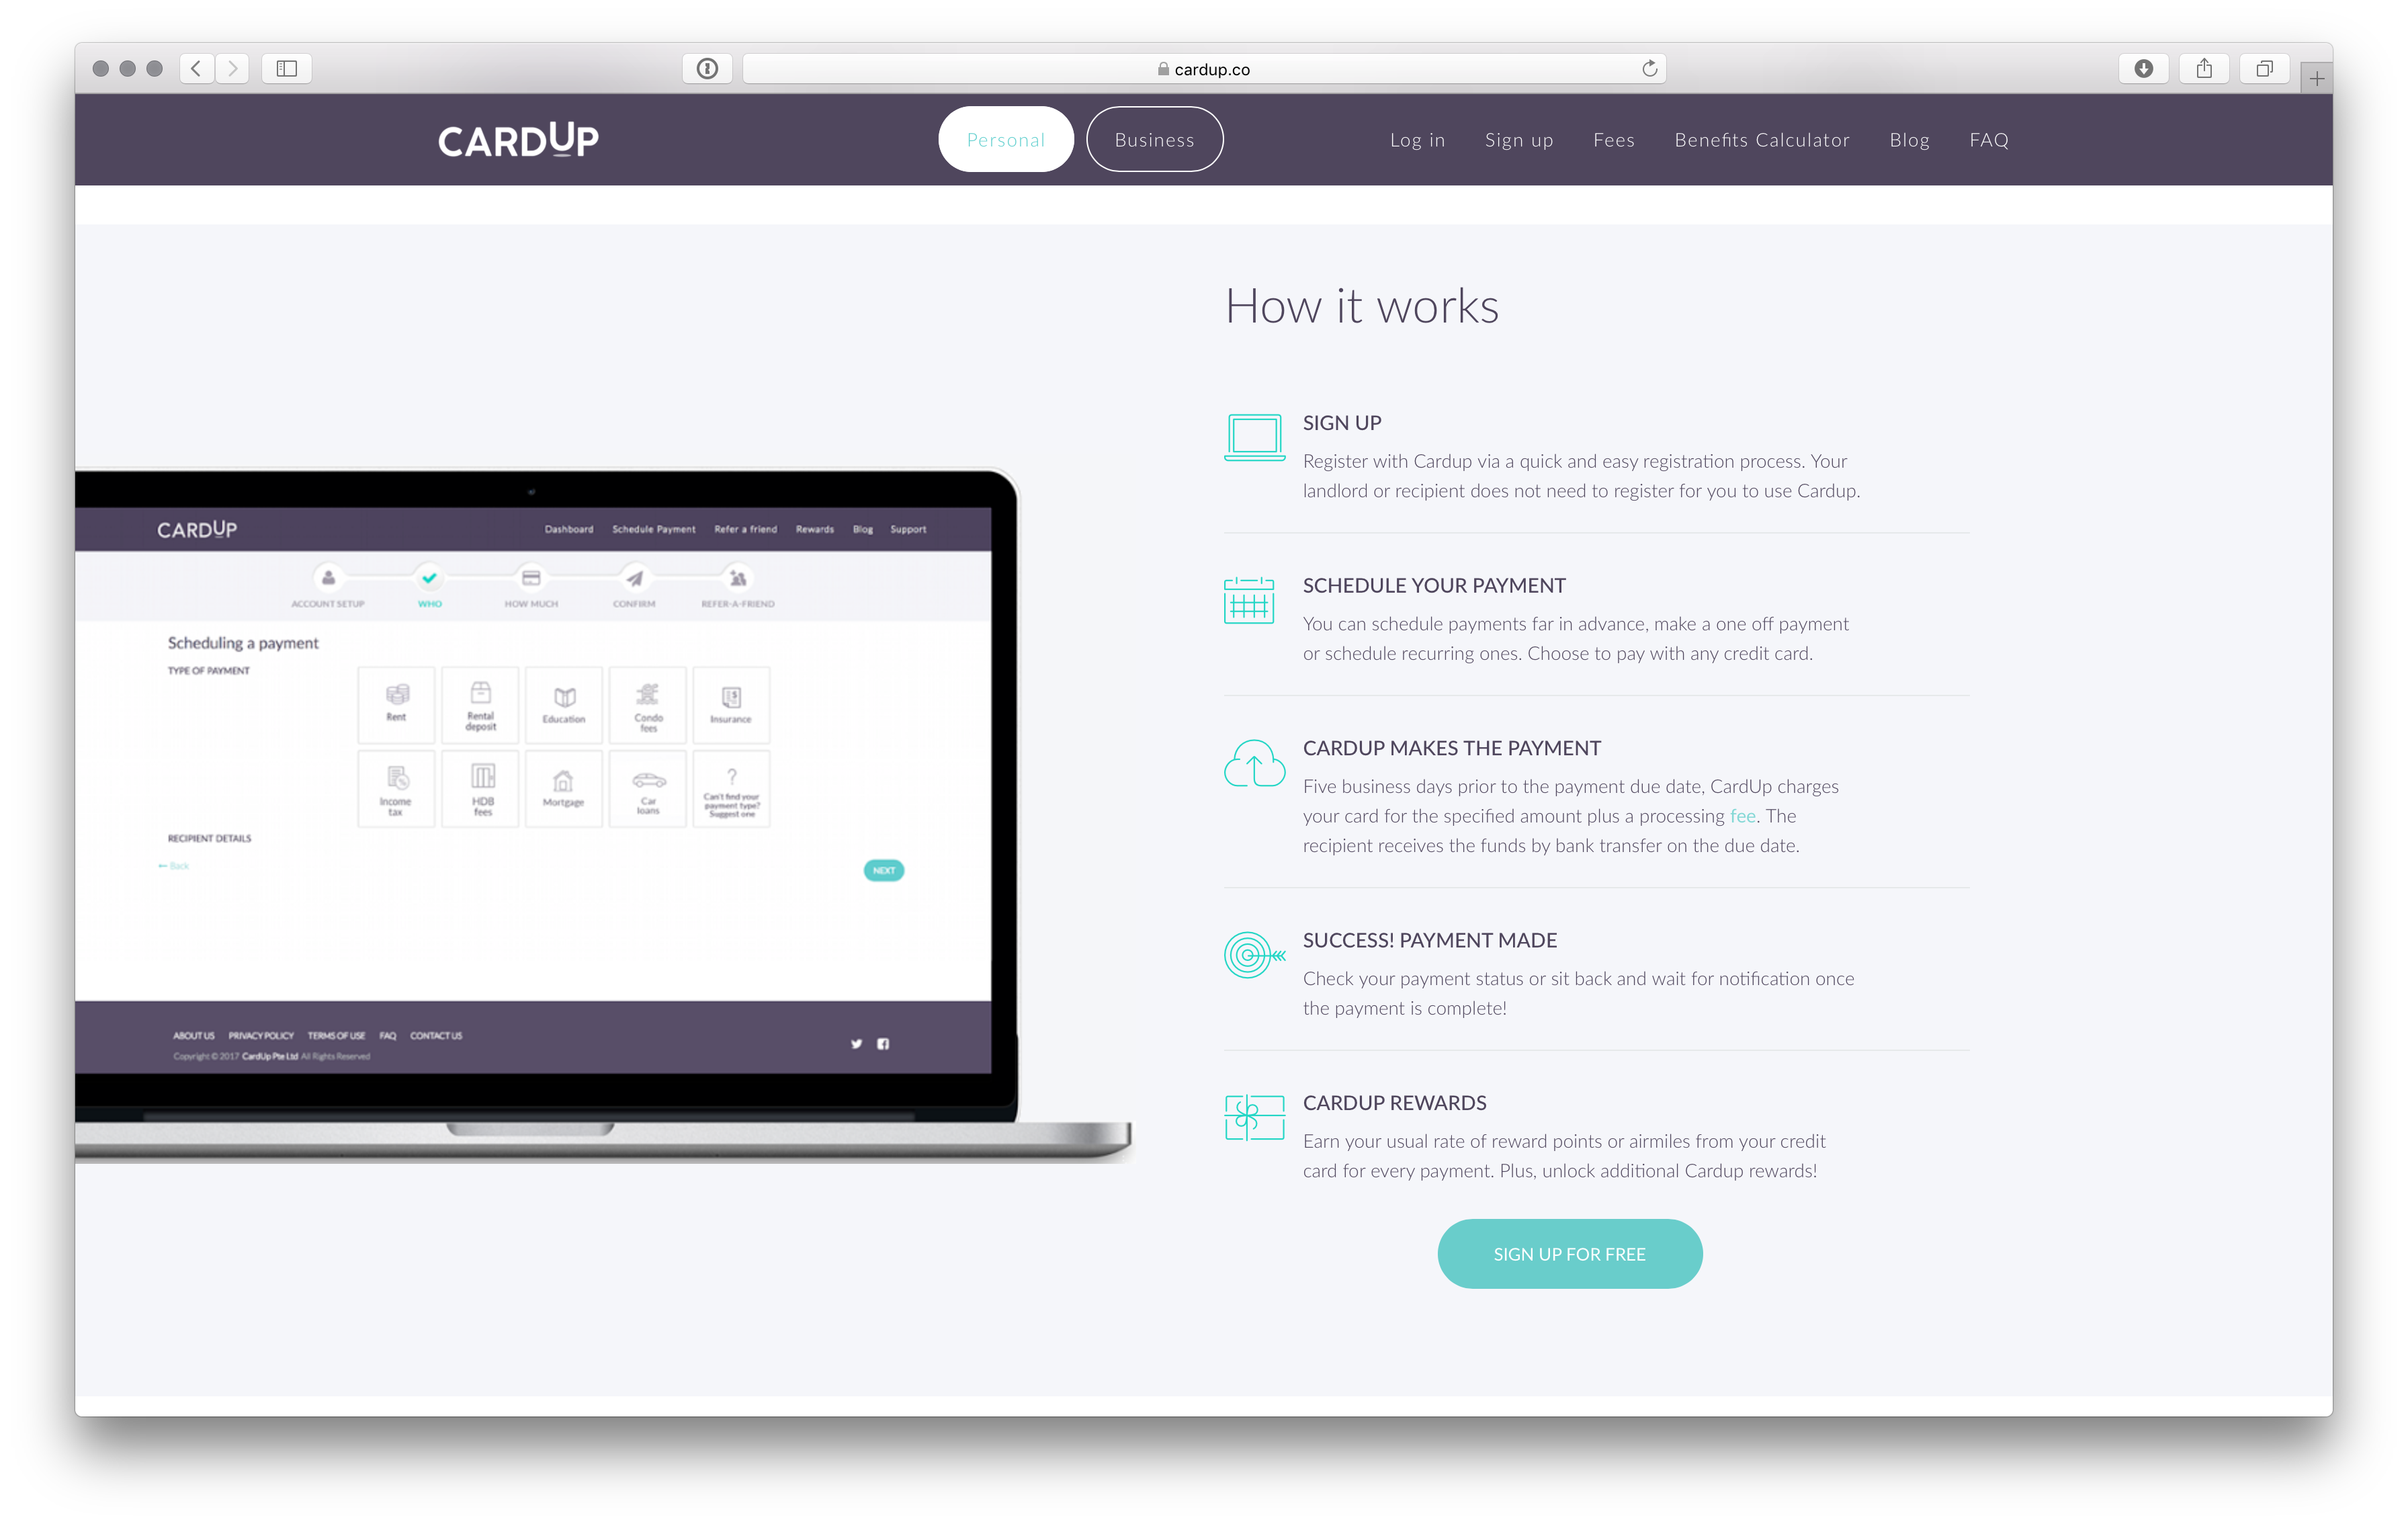 cardup.co
CARDUP
Personal
Business
Log in
Sign up
Fees
Benefits Calculator
Blog
FAQ
How it works
SIGN UP
Register with Cardup via a quick and easy registration process. Your
landlord or recipient does not need to register for you to use Cardup.
SCHEDULE YOUR PAYMENT
You can schedule payments far in advance, make a one off payment
or schedule recurring ones. Choose to pay with any credit card.
CARDUP MAKES THE PAYMENT
Five business days prior to the payment due date, CardUp charges
your card for the specified amount plus a processing fee. The
recipient receives the funds by bank transfer on the due date.
SUCCESS! PAYMENT MADE
Check your payment status or sit back and wait for notification once
the payment is complete!
CARDUP REWARDS
Earn your usual rate of reward points or airmiles from your credit
card for every payment. Plus, unlock additional Cardup rewards!
SIGN UP FOR FREE
CARDUP
Dashboard
Schedule Payment
Refer a friend
Rewards
Blog
Support
ACCOUNT SETUP
WHO
HOW MUCH
CONFIRM
REFER-A-FRIEND
Scheduling a payment
TYPE OF PAYMENT
Rent
Rental
deposit
Education
Condo
fees
Insurance
Income
tax
HDB
fees
Mortgage
Car
loans
?
Can't find your
payment type?
Suggest one
RECIPIENT DETAILS
Back
NEXT
ABOUT US
PRIVACY POLICY
TERMS OF USE
FAQ
CONTACT US
Copyright © 2017 CardUp Pte Ltd All Rights Reserved